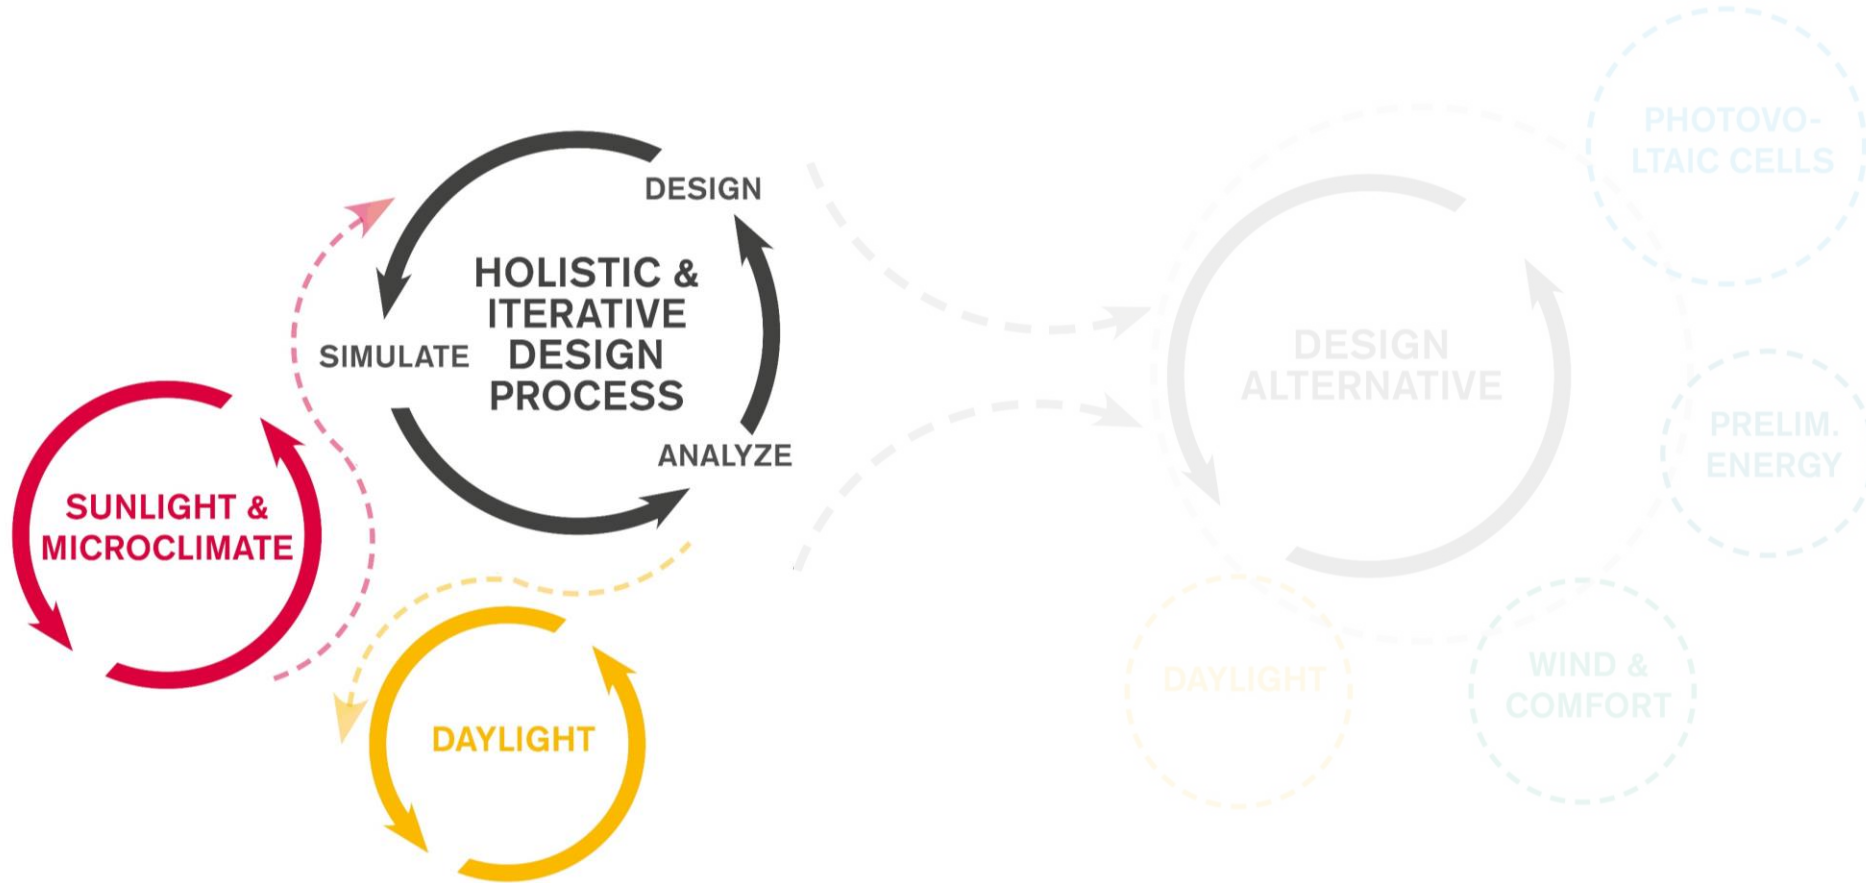 DESIGN
HOLISTIC &
ITERATIVE
DESIGN
PROCESS
SIMULATE
ANALYZE
SUNLIGHT &
MICROCLIMATE
DAYLIGHT
DESIGN
ALTERNATIVE
PHOTOVO-
LTAIC CELLS
PRELIM.
ENERGY
WIND &
COMFORT
DAYLIGHT